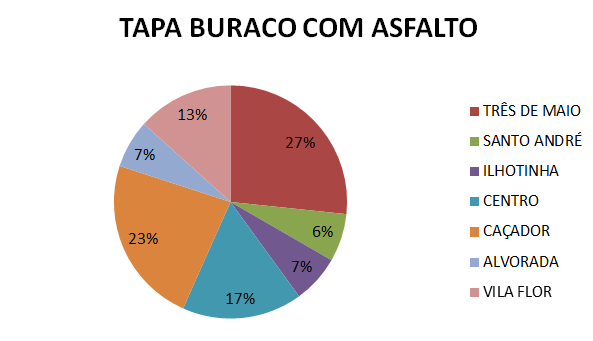 TAPA BURACO COM ASFALTO
13%
27%
7%
6%
23%
7%
17%
TRÊS DE MAIO
SANTO ANDRÉ
ILHOTINHA
CENTRO
CAÇADOR
ALVORADA
VILA FLOR